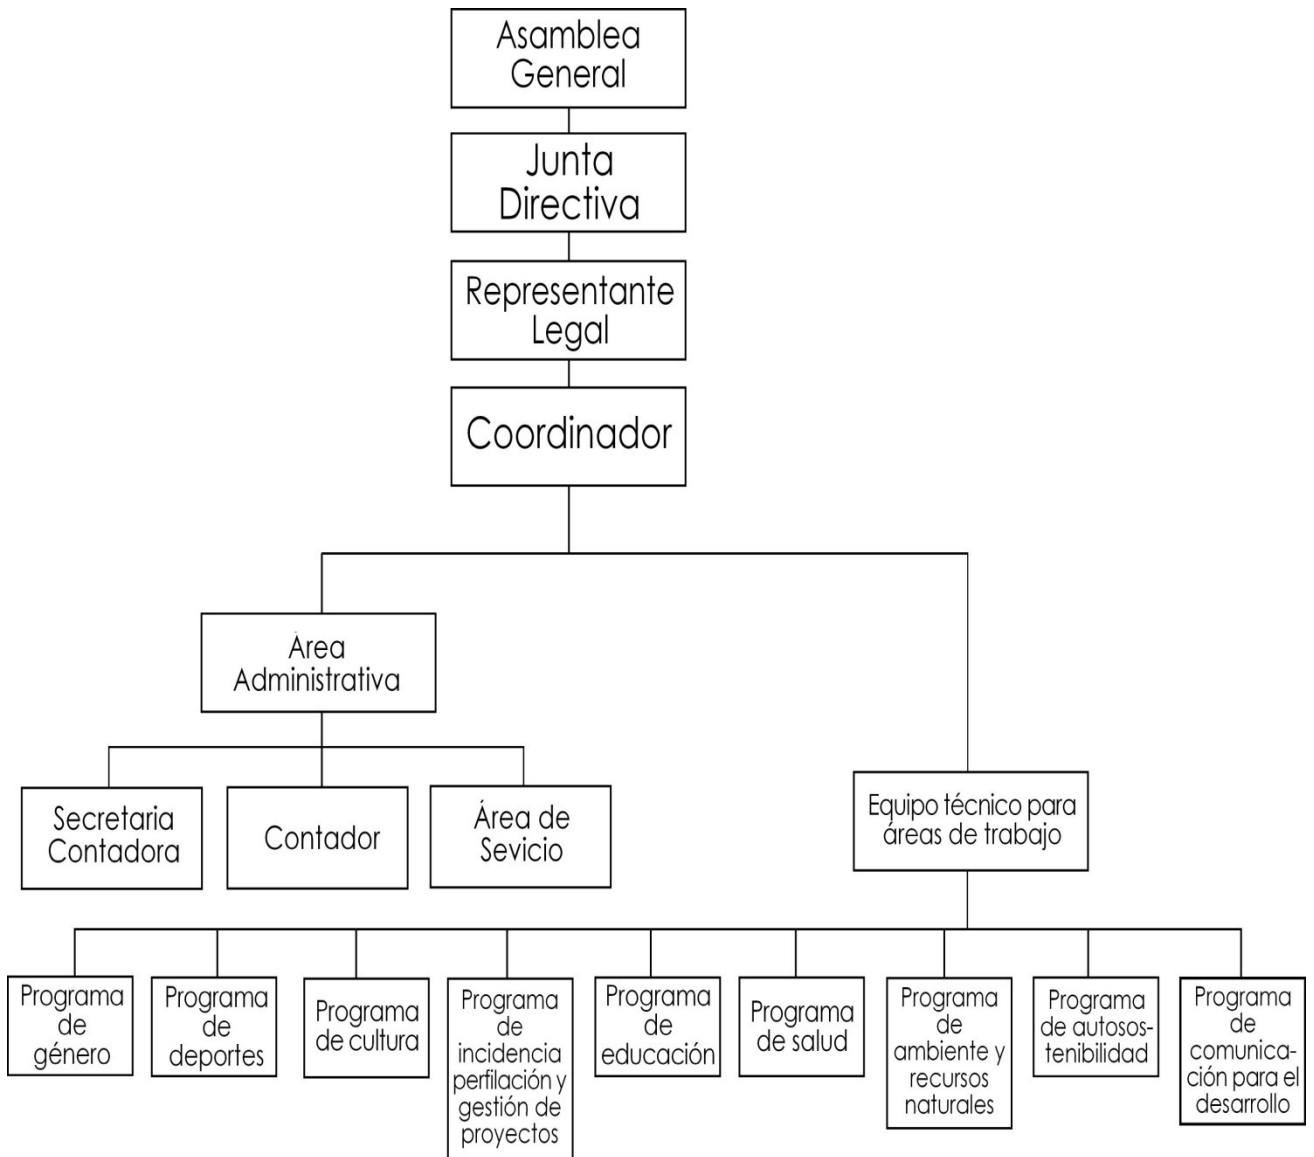 Asamblea
General
Junta
Directiva
Representante
Legal
Coordinador
Área
Administrativa
Secretaria
Contadora
Contador
Área de
Sevicio
Equipo técnico para
áreas de trabajo
Programa
de
género
Programa
de
deportes
Programa
de cultura
Programa
de
incidencia
perfilación y
gestión de
proyectos
Programa
de
educación
Programa
de salud
Programa
de
ambiente y
recursos
naturales
Programa
de autosos-
tenibilidad
Programa
de
comunica-
ción para el
desarrollo